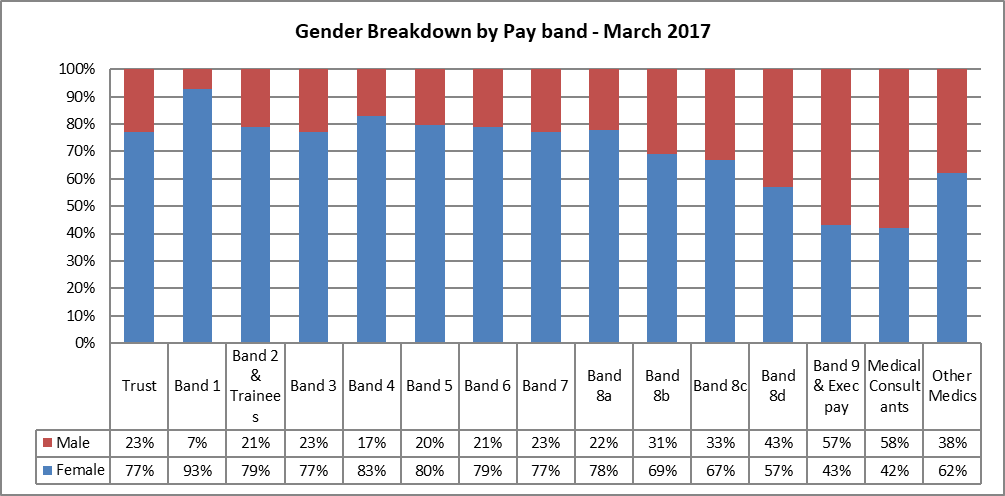 Gender Breakdown by Pay band - March 2017
100%
90%
80%
70%
60%
50%
40%
30%
20%
10%
0%
Trust
Band 1
Band 2
&
Trainee
s
Band 3
Band 4
Band 5
Band 6
Band 7
Band
8a
Band
8b
Band 8c
Band
8d
Band 9
& Exec
pay
Medical
Consult
ants
Other
Medics
Male 23% 7% 21% 23% 17% 20% 21% 23% 22% 31% 33% 43% 57% 58% 38%
Female 77% 93% 79% 77% 83% 80% 79% 77% 78% 69% 67% 57% 43% 42% 62%